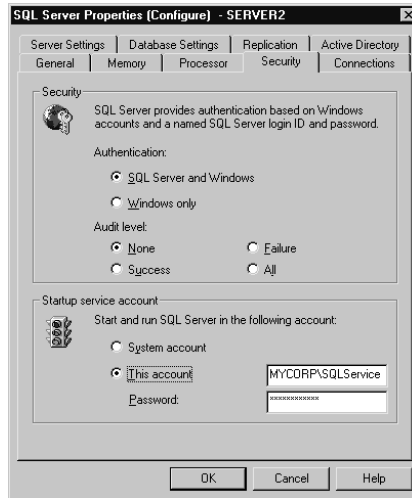 SQL Server Properties (Configure) - SERVER2
Server Settings Database Settings Replication Active Directory
General Memory Processor Security Connections
Security
SQL Server provides authentication based on Windows
accounts and a named SQL Server login ID and password.
Authentication:
SQL Server and Windows
Windows only
Audit level:
None Failure
Success All
Startup service account
Start and run SQL Server in the following account:
System account
This account MYCORP\SQLService
Password: ************
OK Cancel Help